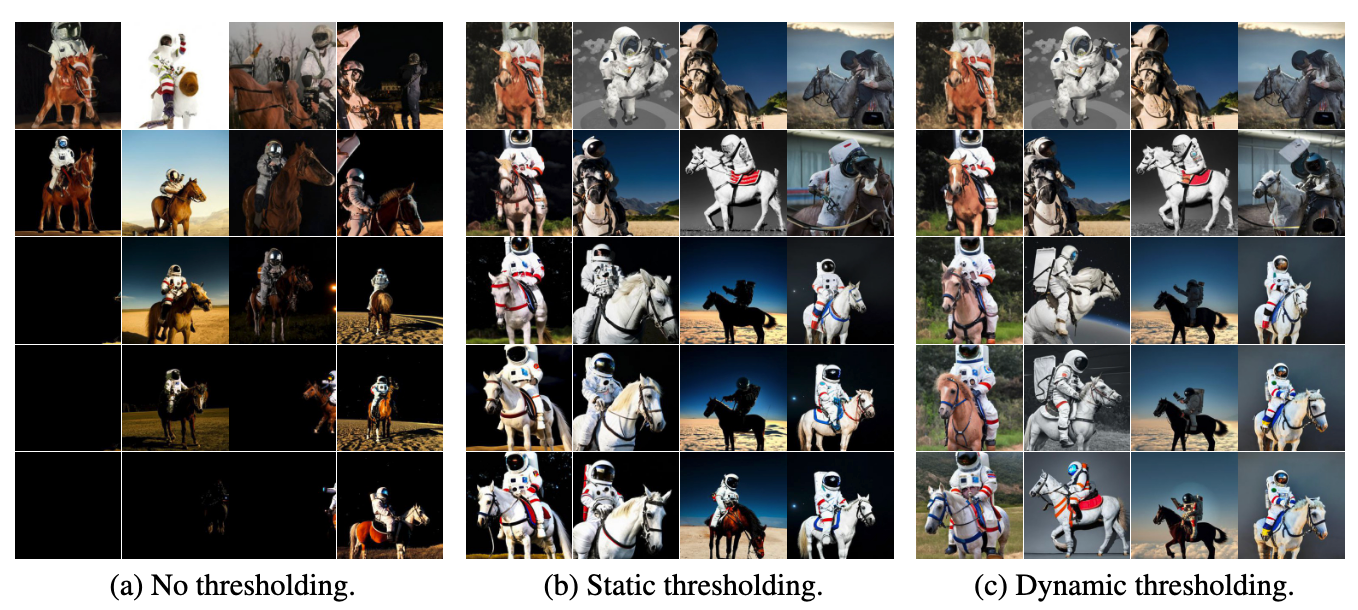 (a) No thresholding.
(b) Static thresholding.
(c) Dynamic thresholding.